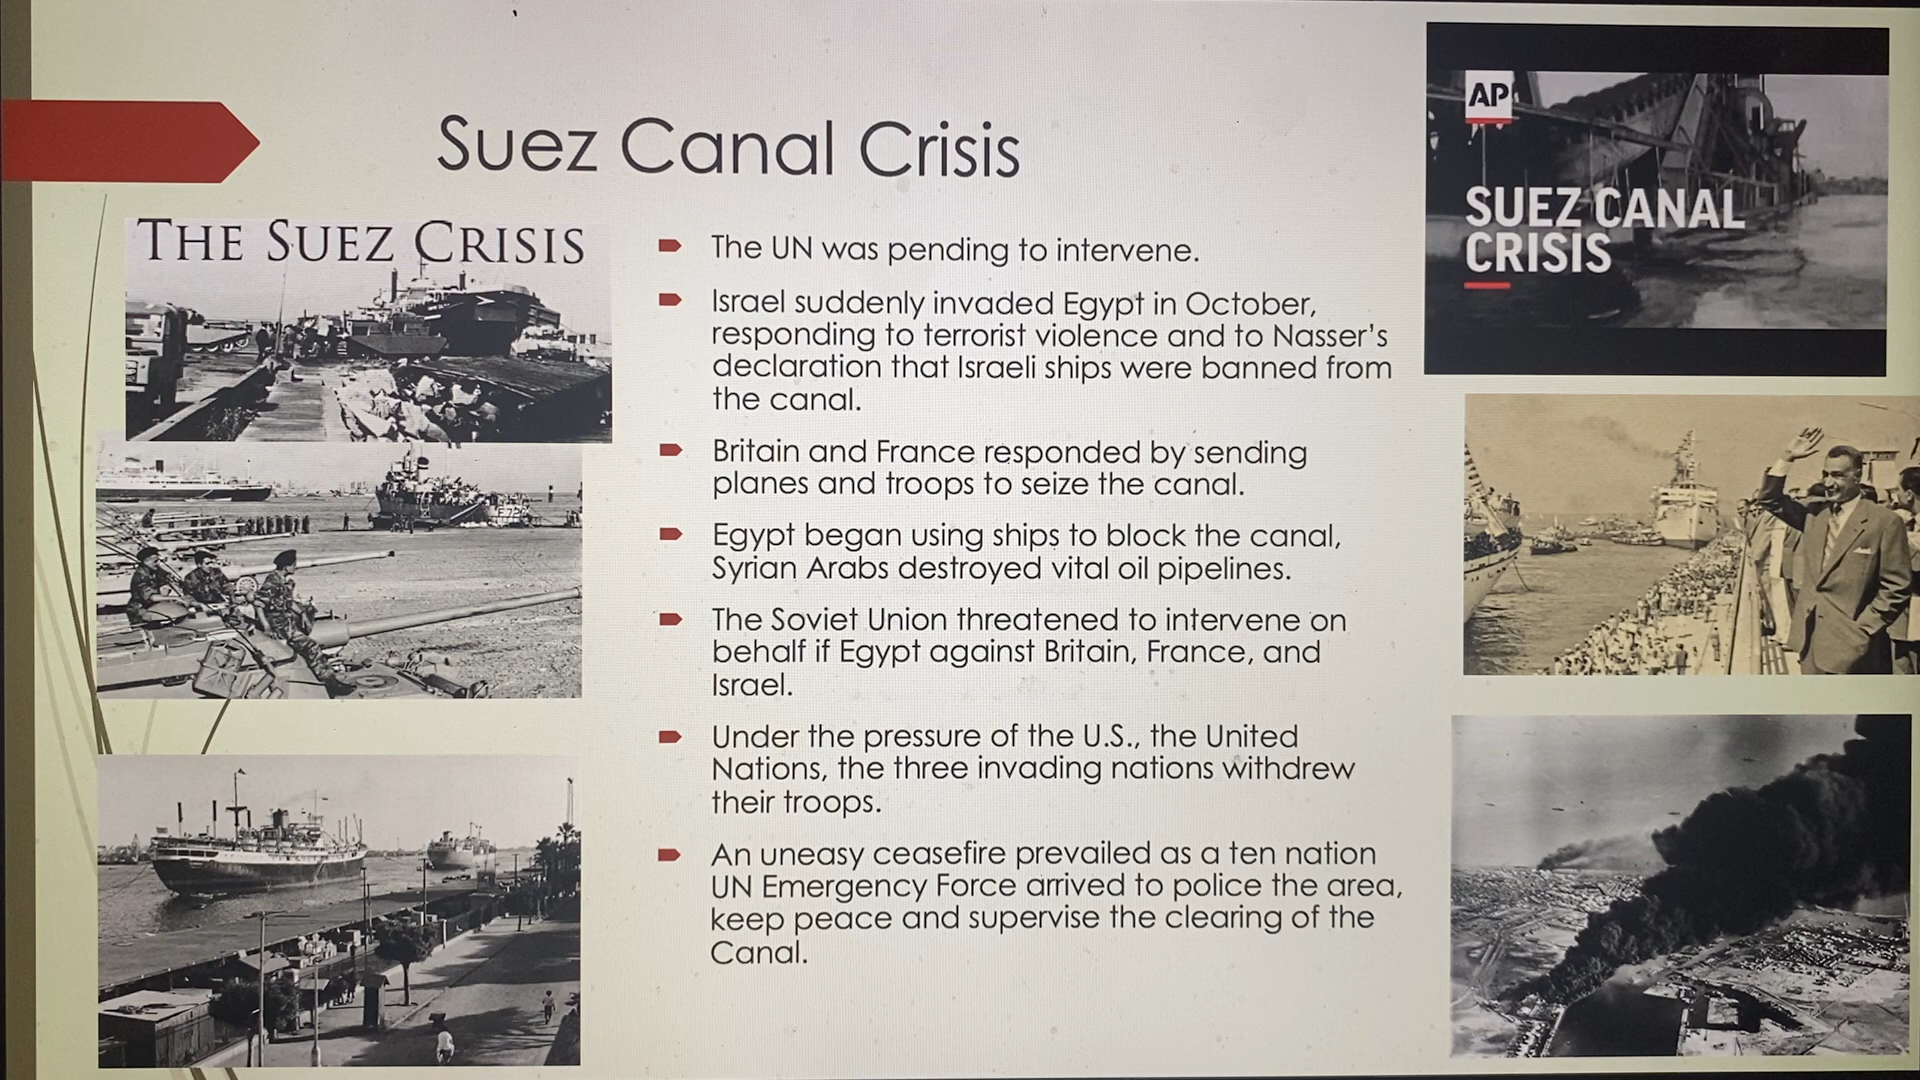 Suez Canal Crisis
THE SUEZ CRISIS
The UN was pending to intervene.
Israel suddenly invaded Egypt in October,
responding to terrorist violence and to Nasser's
declaration that Israeli ships were banned from
the canal.
Britain and France responded by sending
planes and troops to seize the canal.
Egypt began using ships to block the canal,
Syrian Arabs destroyed vital oil pipelines.
The Soviet Union threatened to intervene on
behalf if Egypt against Britain, France, and
Israel.
Under the pressure of the U.S., the United
Nations, the three invading nations withdrew
their troops.
An uneasy ceasefire prevailed as a ten nation
UN Emergency Force arrived to police the area,
keep peace and supervise the clearing of the
Canal.
AP
SUEZ CANAL
CRISIS